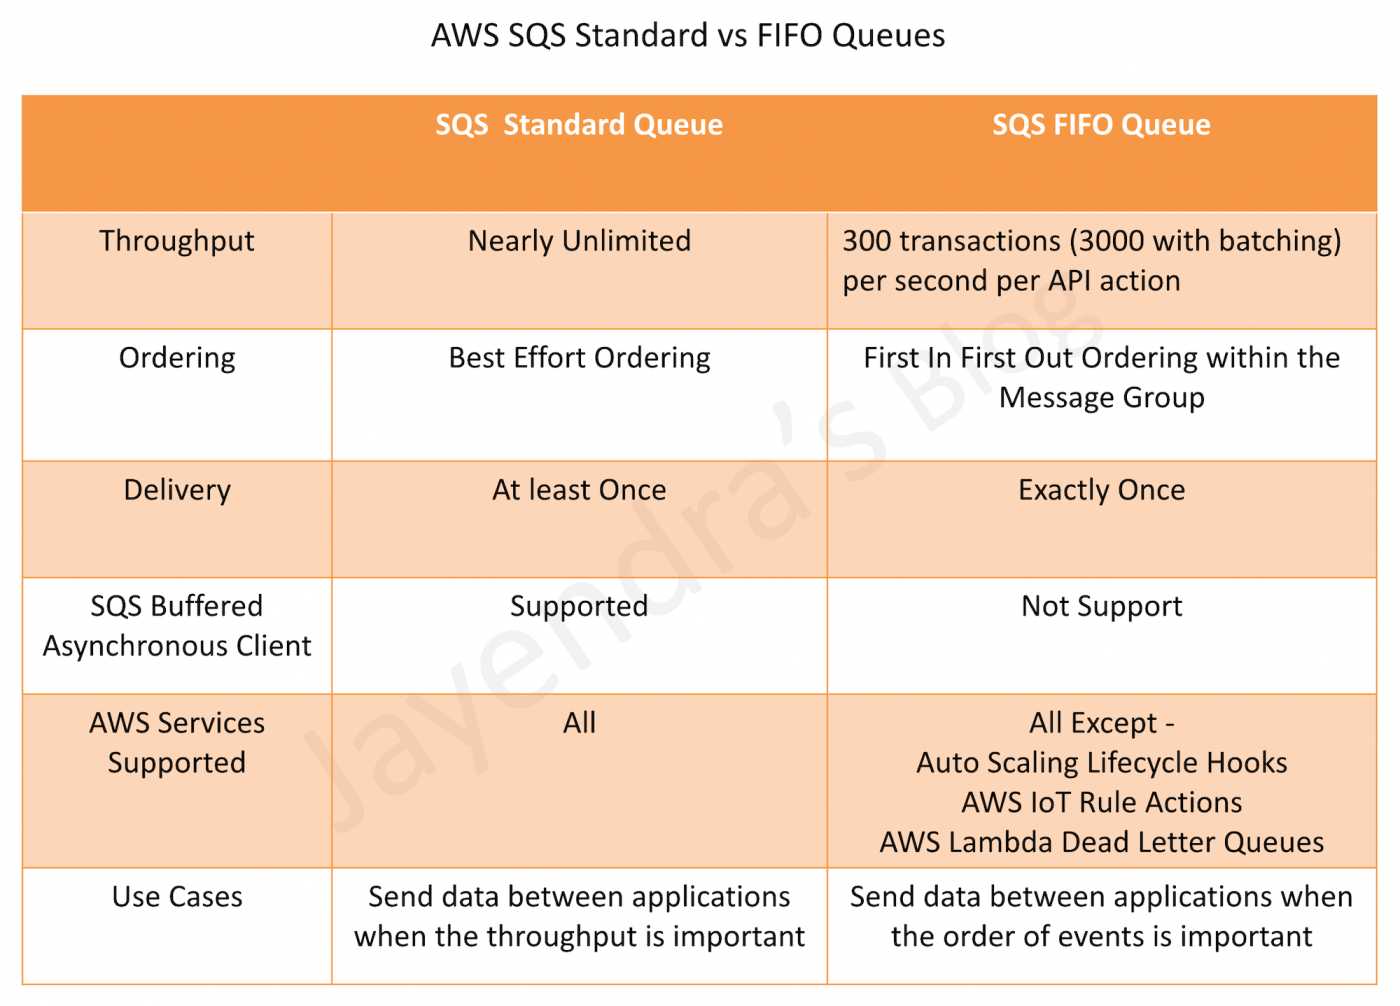 AWS SQS Standard vs FIFO Queues
SQS Standard Queue
SQS FIFO Queue
Throughput
Nearly Unlimited
300 transactions (3000 with batching)
per second per API action
Ordering
Best Effort Ordering
First In First Out Ordering within the
Message Group
Delivery
At least Once
Exactly Once
SQS Buffered
Asynchronous Client
Supported
Not Support
AWS Services
Supported
All
All Except -
Auto Scaling Lifecycle Hooks
AWS IoT Rule Actions
AWS Lambda Dead Letter Queues
Use Cases
Send data between applications
when the throughput is important
Send data between applications when
the order of events is important
Jayendra's Blog